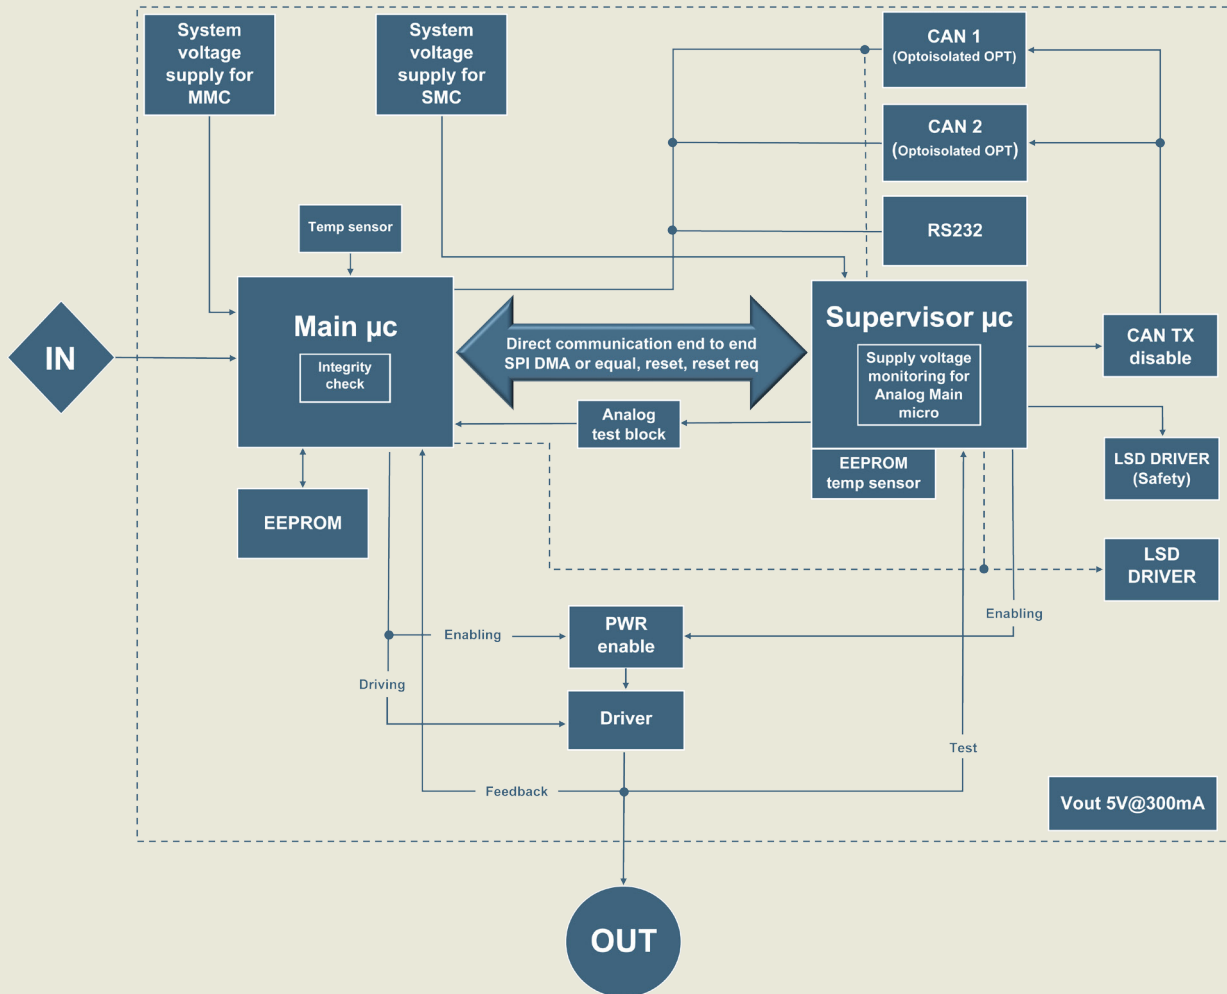 System
voltage
supply for
MMC
System
voltage
supply for
SMC
CAN 1
(Optoisolated OPT)
CAN 2
(Optoisolated OPT)
RS232
Temp sensor
IN
Main µc
Integrity
check
Direct communication end to end
SPI DMA or equal, reset, reset req
Supervisor µc
Supply voltage
monitoring for
Analog Main
micro
CAN TX
disable
Analog
test block
EEPROM
temp sensor
LSD DRIVER
(Safety)
EEPROM
LSD
DRIVER
Enabling
PWR
enable
Enabling
Driving
Driver
Test
Feedback
Vout 5V@300mA
OUT